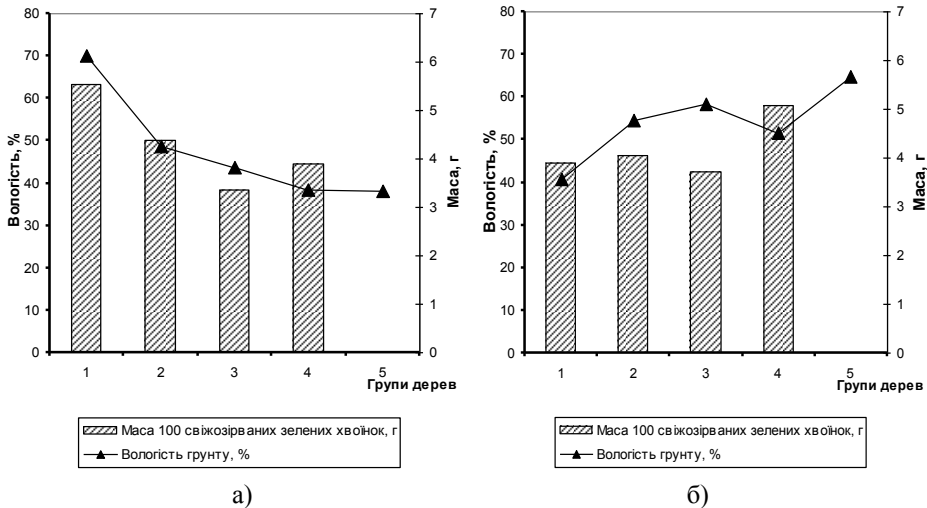 80
70
60
50
40
30
20
10
0
Вологість, %
7
6
5
4
3
2
1
0
Маса, г
1 2 3 4 5
Групи дерев
Маса 100 свіжозірваних зелених хвоїнок, г
Вологість грунту, %
а)
80
70
60
50
40
30
20
10
0
Вологість, %
7
6
5
4
3
2
1
0
Маса, г
1 2 3 4 5
Групи дерев
Маса 100 свіжозірваних зелених хвоїнок, г
Вологість грунту, %
б)